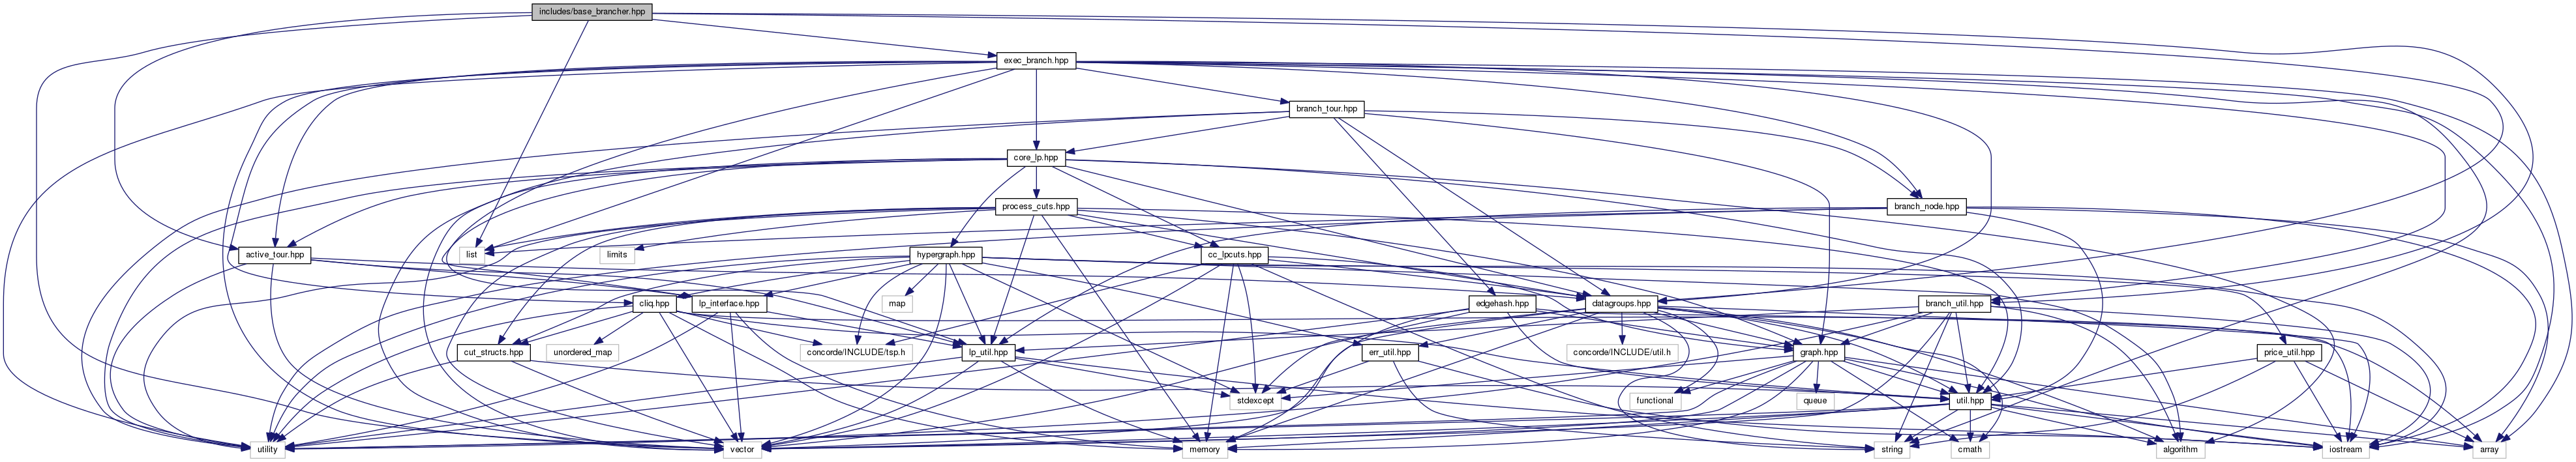 includes/base_brancher.hpp
exec_branch.hpp
branch_tour.hpp
core_lp.hpp
process_cuts.hpp
branch_node.hpp
active_tour.hpp
list
limits
hypergraph.hpp
cc_lpcuts.hpp
cliq.hpp
lp_interface.hpp
map
edgehash.hpp
datagroups.hpp
branch_util.hpp
cut_structs.hpp
unordered_map
concorde/INCLUDE/tsp.h
lp_util.hpp
err_util.hpp
concorde/INCLUDE/util.h
graph.hpp
price_util.hpp
stdexcept
functional
queue
util.hpp
utility
vector
memory
string
cmath
algorithm
iostream
array